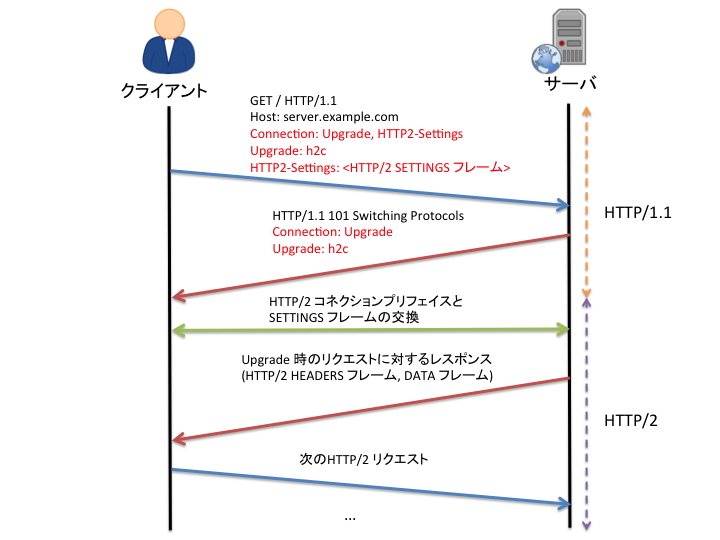 クライアント
サーバ
GET / HTTP/1.1
Host: server.example.com
Connection: Upgrade, HTTP2-Settings
Upgrade: h2c
HTTP2-Settings: <HTTP/2 SETTINGS フレーム>
HTTP/1.1
HTTP/1.1 101 Switching Protocols
Connection: Upgrade
Upgrade: h2c
HTTP/2 コネクションプリフェイスと
SETTINGS フレームの交換
Upgrade 時のリクエストに対するレスポンス
(HTTP/2 HEADERS フレーム, DATA フレーム)
HTTP/2
次のHTTP/2 リクエスト
...